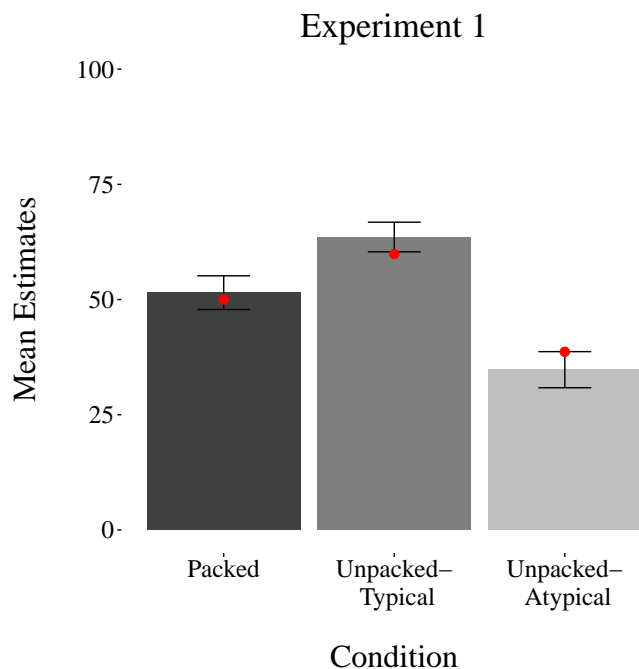 Experiment 1
Mean Estimates
100
75
50
25
0
Packed
Unpacked–
Typical
Unpacked–
Atypical
Condition